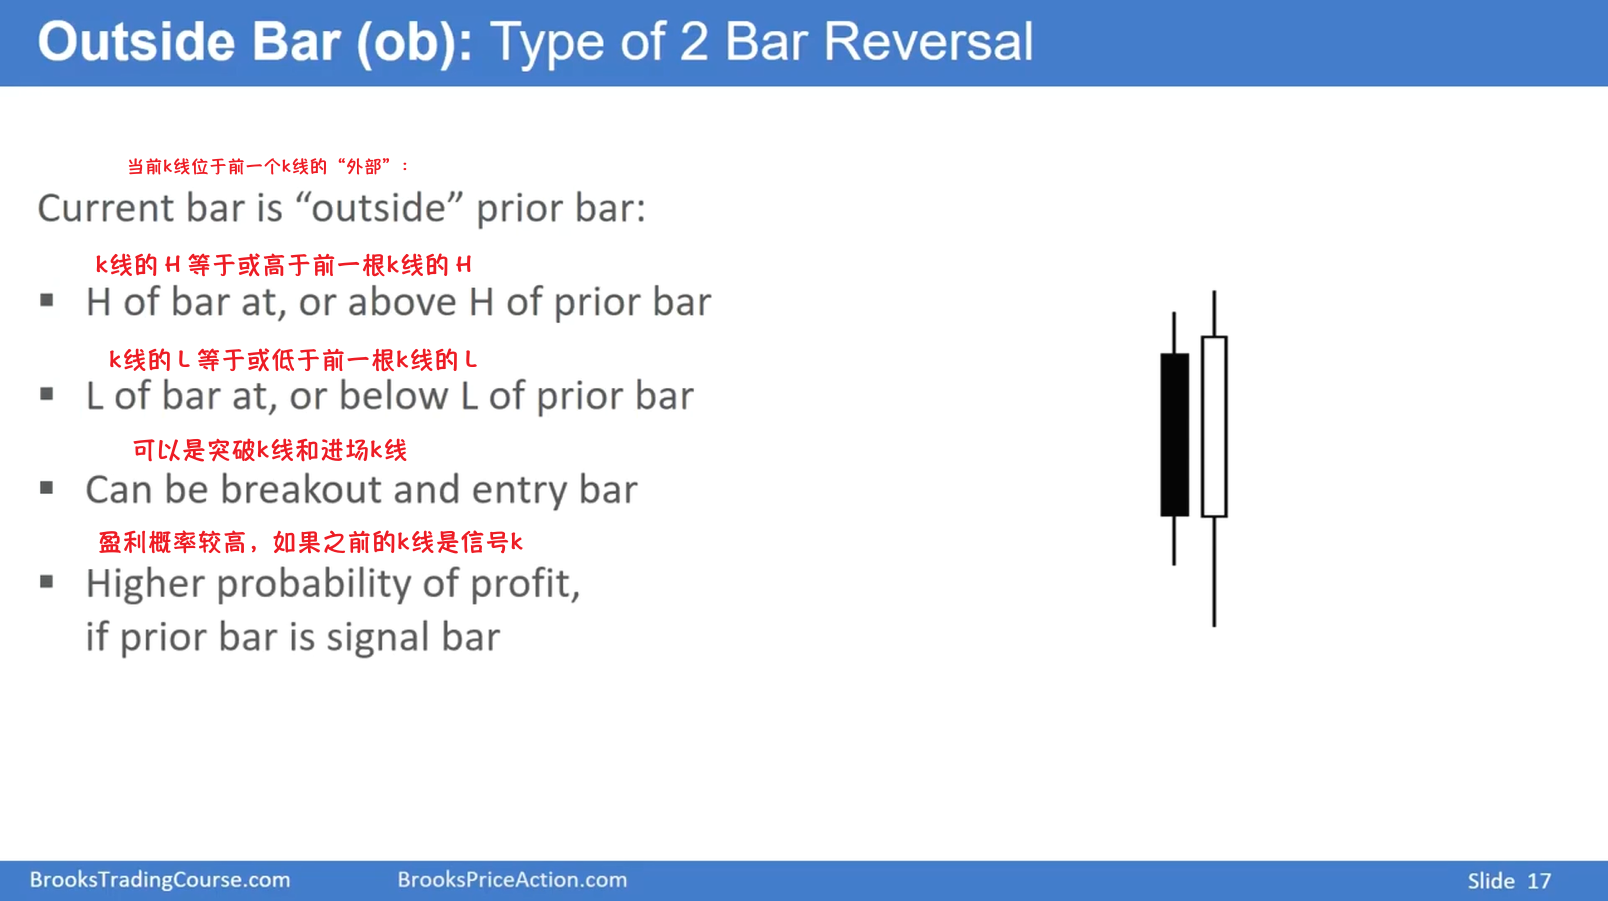 Outside Bar (ob): Type of 2 Bar Reversal
当前k线位于前一个k线的“外部”：
Current bar is “outside” prior bar:
k线的 H 等于或高于前一根k线的 H
▪ H of bar at, or above H of prior bar
k线的 L 等于或低于前一根k线的 L
▪ L of bar at, or below L of prior bar
可以是突破k线和进场k线
▪ Can be breakout and entry bar
盈利概率较高，如果之前的k线是信号k
▪ Higher probability of profit,
if prior bar is signal bar
BrooksTradingCourse.com BrooksPriceAction.com Slide 17